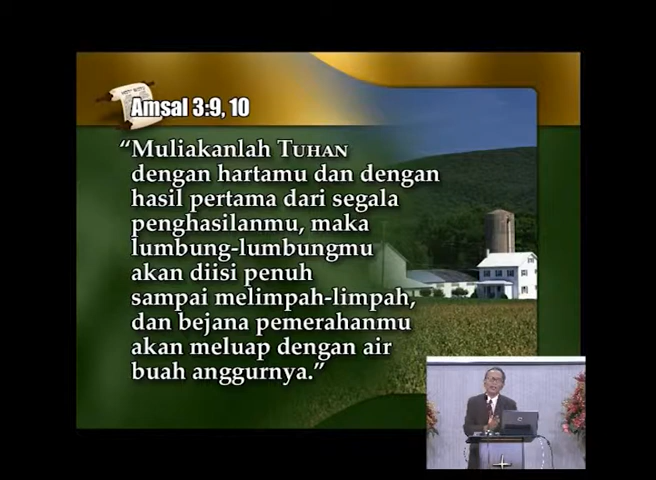 Amsal 3:9, 10
“Muliakanlah TUHAN
dengan hartamu dan dengan
hasil pertama dari segala
penghasilanmu, maka
lumbung-lumbungmu
akan diisi penuh
sampai melimpah-limpah,
dan bejana pemerahanmu
akan meluap dengan air
buah anggurnya.”